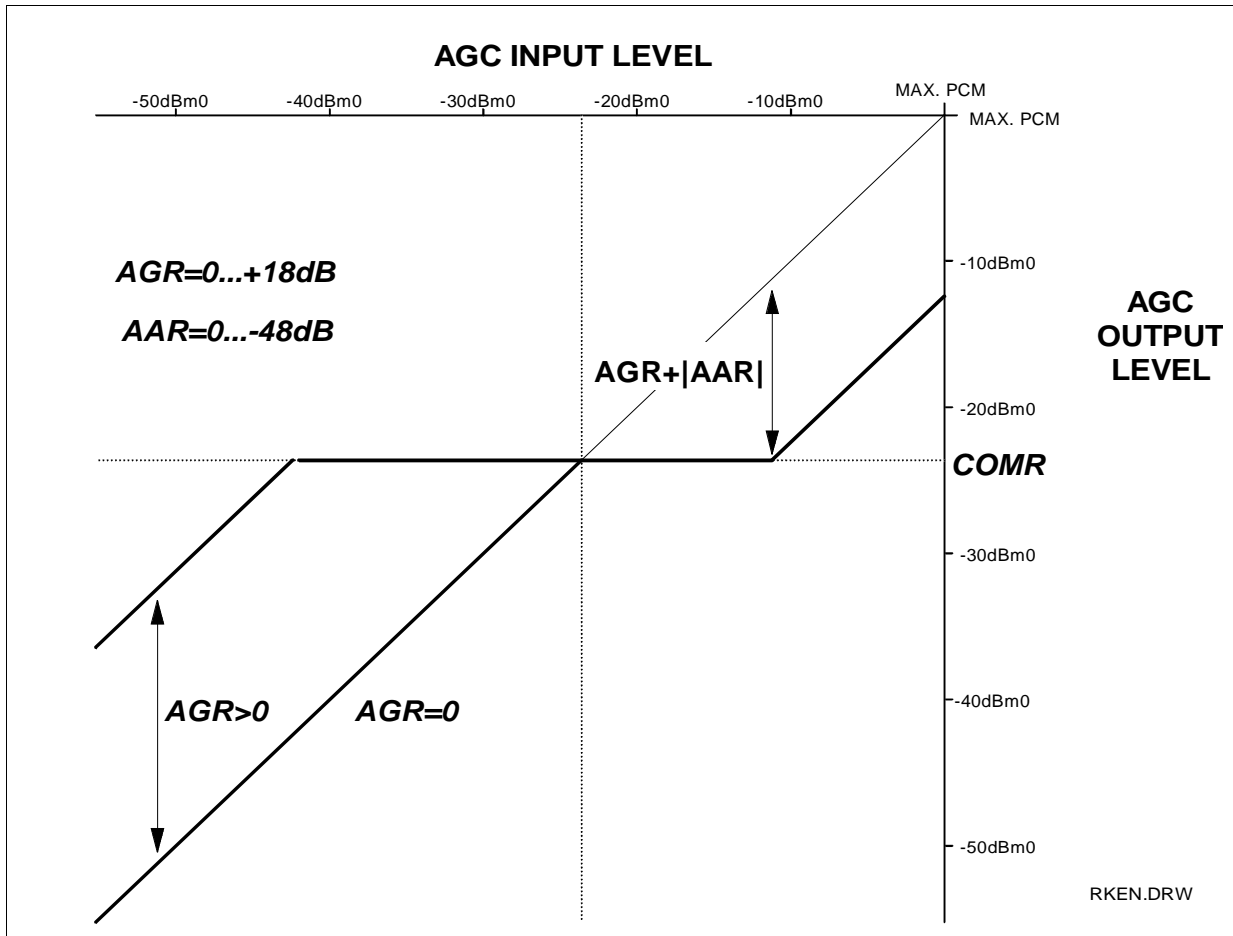 AGC INPUT LEVEL
-50dBm0
-40dBm0
-30dBm0
-20dBm0
-10dBm0
MAX. PCM
MAX. PCM
AGR=0...+18dB
AAR=0...-48dB
-10dBm0
AGC
OUTPUT
LEVEL
AGR+|AAR|
-20dBm0
COMR
-30dBm0
AGR>0
AGR=0
-40dBm0
-50dBm0
RKEN.DRW